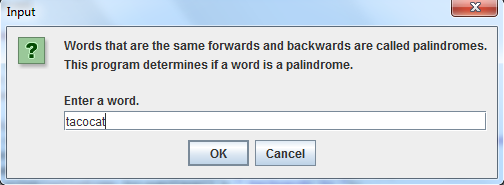 Input
Words that are the same forwards and backwards are called palindromes.
This program determines if a word is a palindrome.
Enter a word.
tacocat
OK Cancel